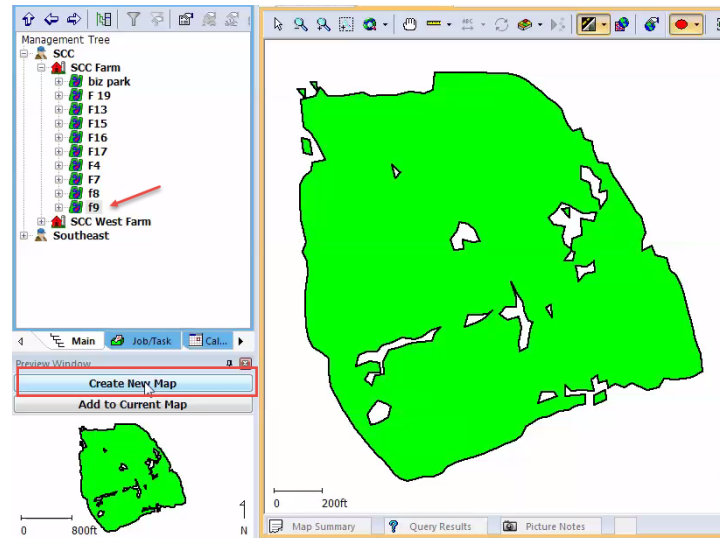 Management Tree
SCC
SCC Farm
biz park
F 19
F13
F15
F16
F17
F4
F7
f8
f9
SCC West Farm
Southeast
Main
Job/Task
Cal...
Preview Window
Create New Map
Add to Current Map
0
800ft
N
ABC
0
200ft
Map Summary
Query Results
Picture Notes